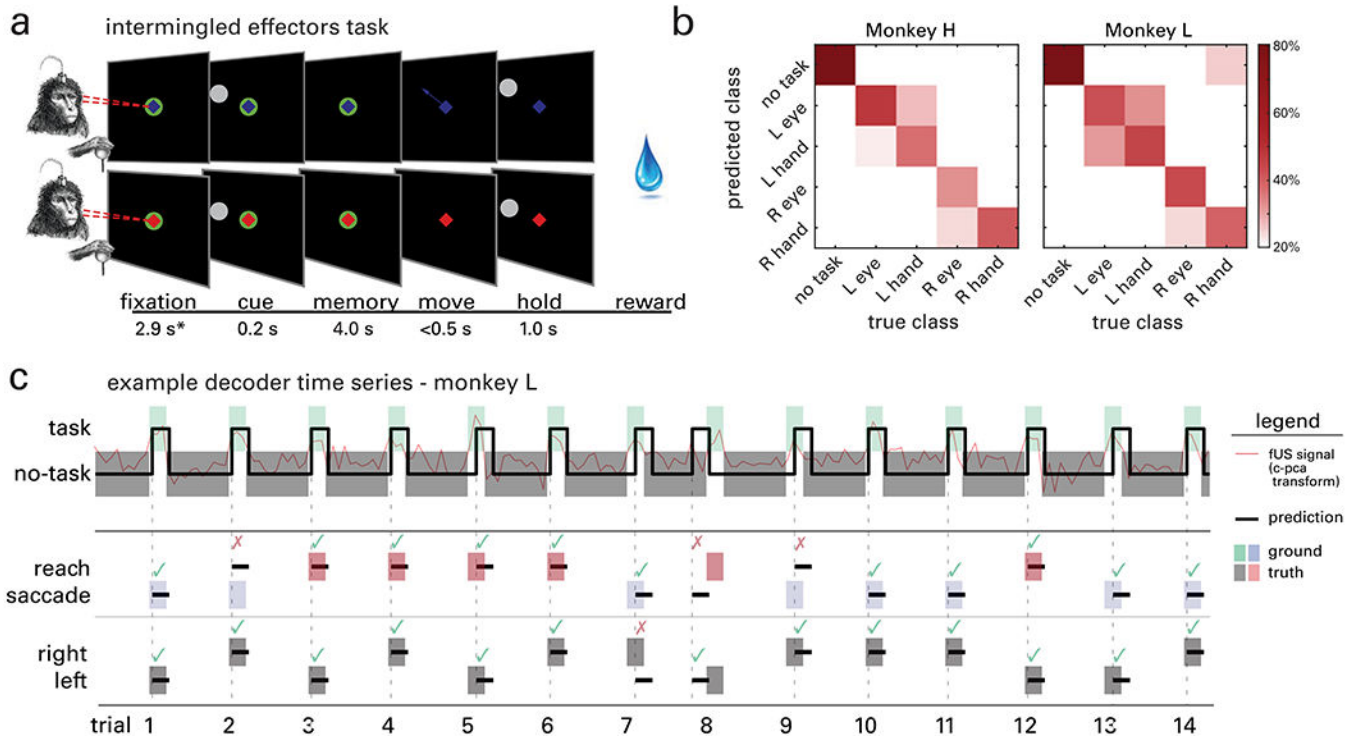 a
intermingled effectors task
fixation cue memory move hold reward
2.9 s* 0.2 s 4.0 s <0.5 s 1.0 s
b
Monkey H Monkey L
predicted class
no task
L eye
L hand
R eye
R hand
no task L eye L hand R eye R hand
no task L eye L hand R eye R hand
true class true class
80%
60%
40%
20%
c
example decoder time series - monkey L
task
no-task
reach
saccade
right
left
trial 1 2 3 4 5 6 7 8 9 10 11 12 13 14
legend
fUS signal
(c-pca
transform)
prediction
ground
truth